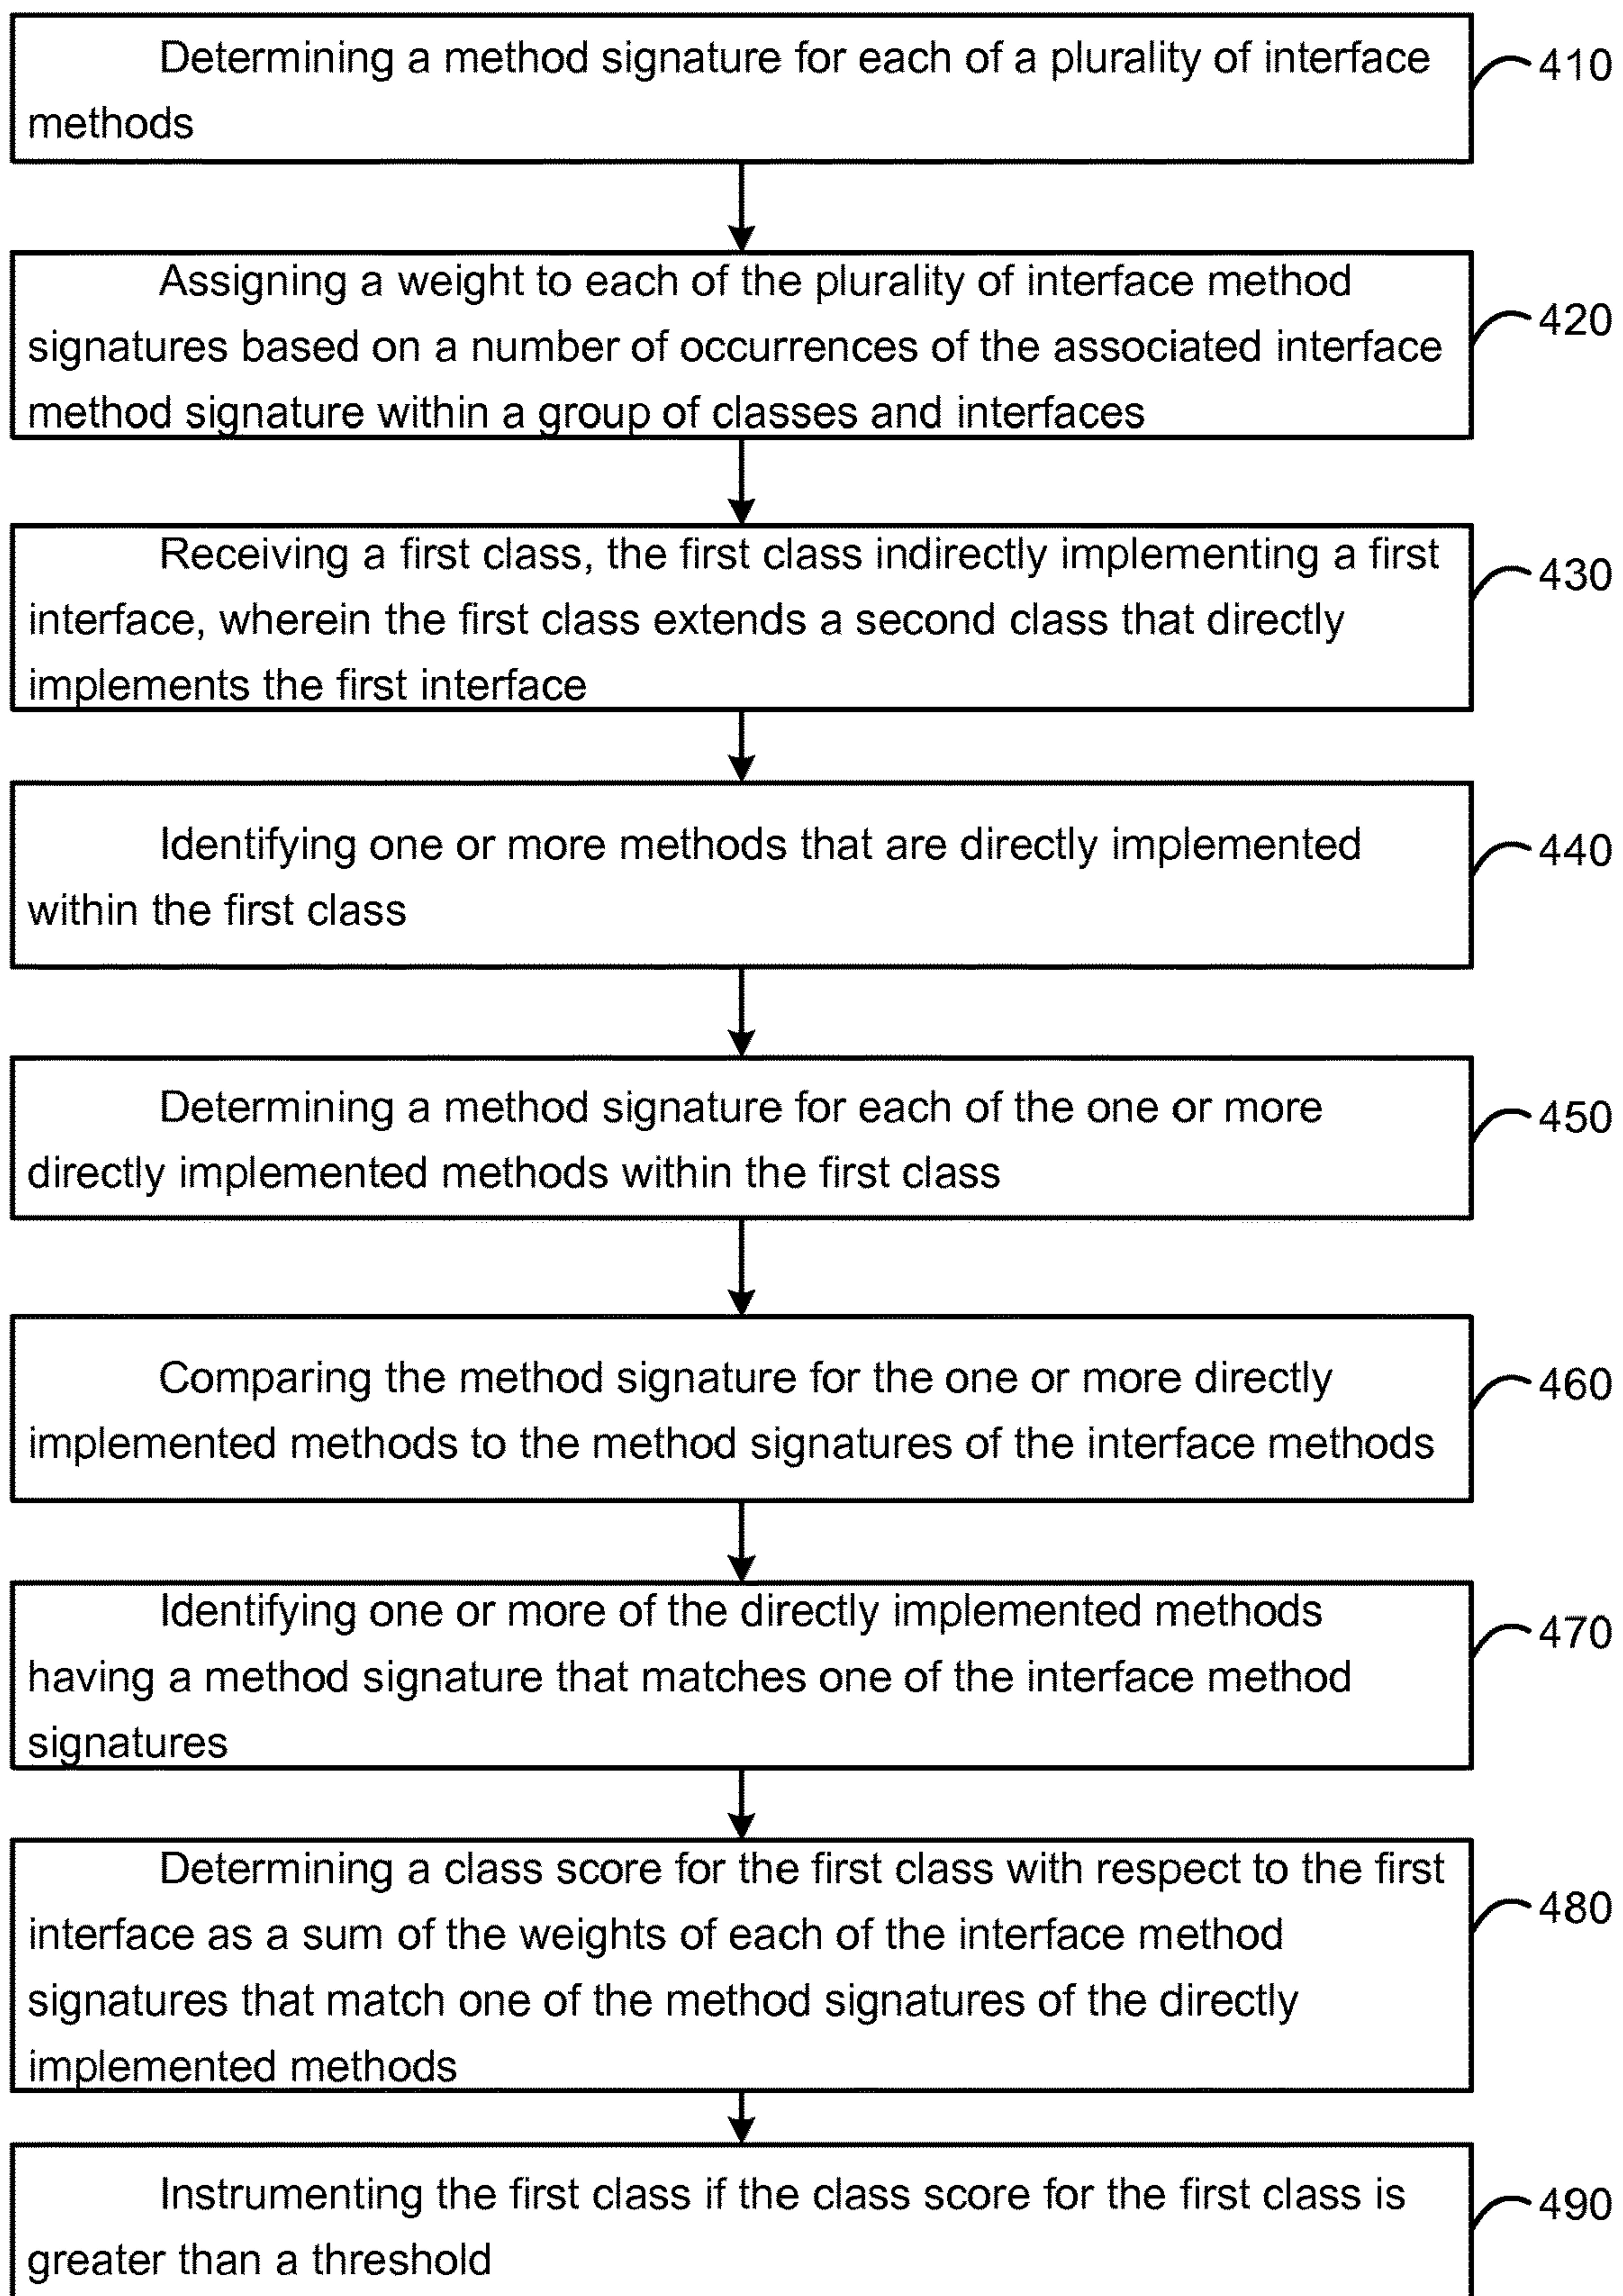 Determining a method signature for each of a plurality of interface
methods
410
Assigning a weight to each of the plurality of interface method
signatures based on a number of occurrences of the associated interface
method signature within a group of classes and interfaces
420
Receiving a first class, the first class indirectly implementing a first
interface, wherein the first class extends a second class that directly
implements the first interface
430
Identifying one or more methods that are directly implemented
within the first class
440
Determining a method signature for each of the one or more
directly implemented methods within the first class
450
Comparing the method signature for the one or more directly
implemented methods to the method signatures of the interface methods
460
Identifying one or more of the directly implemented methods
having a method signature that matches one of the interface method
signatures
470
Determining a class score for the first class with respect to the first
interface as a sum of the weights of each of the interface method
signatures that match one of the method signatures of the directly
implemented methods
480
Instrumenting the first class if the class score for the first class is
greater than a threshold
490